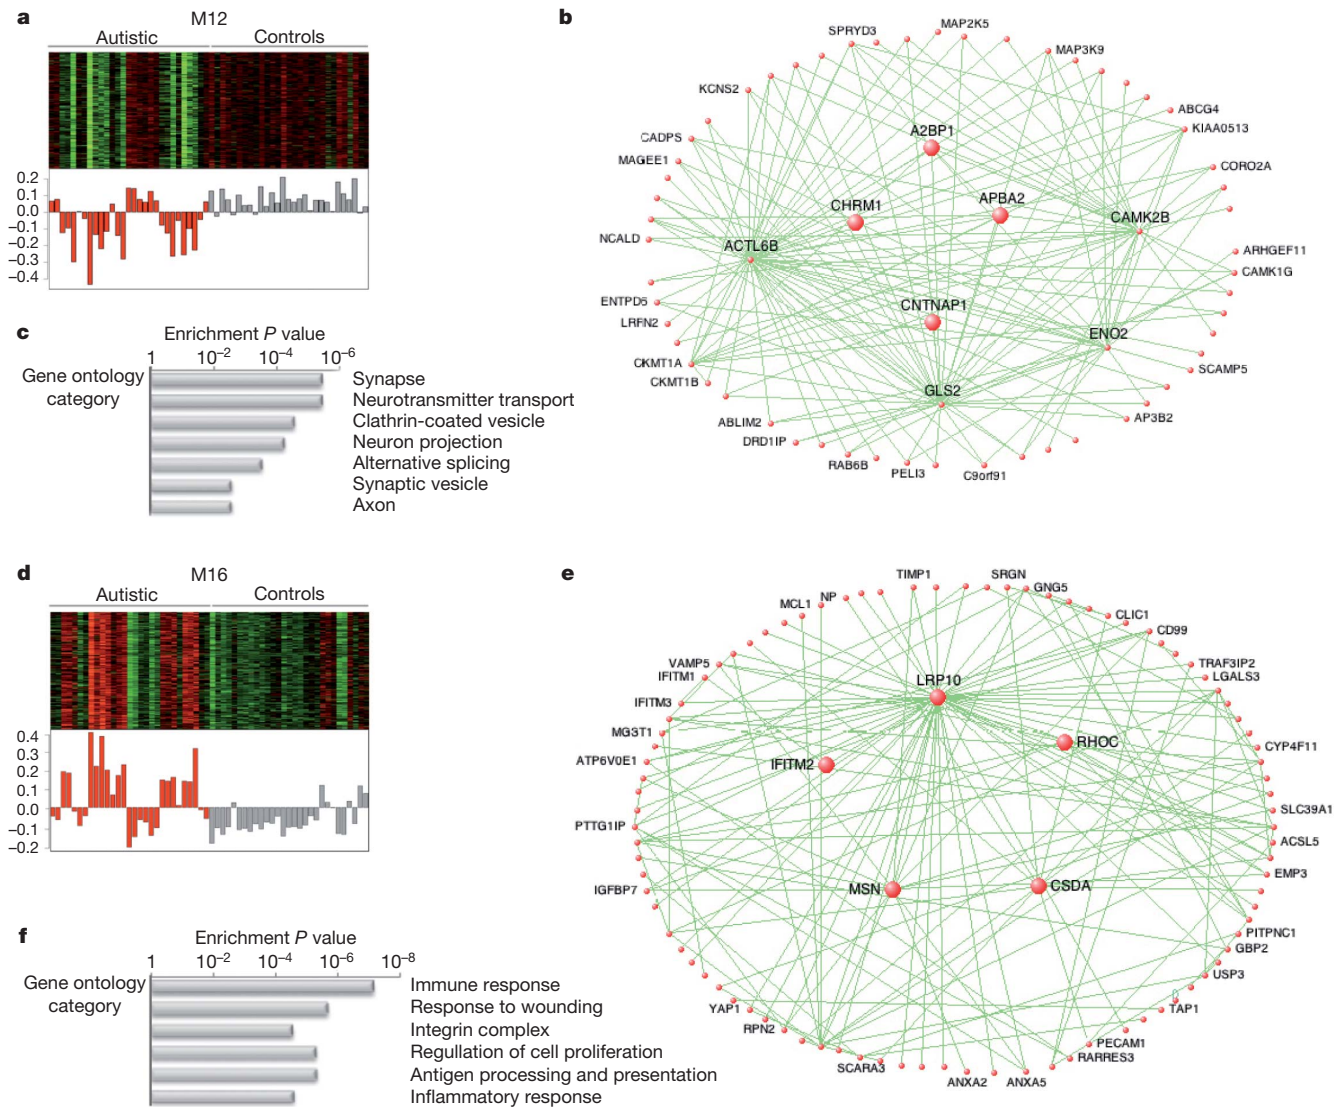 a
M12
Autistic Controls
0.2
0.1
0.0
–0.1
–0.2
–0.3
–0.4
b
SPRYD3
MAP2K5
MAP3K9
KCNS2
ABCG4
KIAA0513
CADPS
A2BP1
MAGEE1
CORO2A
CHRM1
APBA2
CAMK2B
NCALD
ACTL6B
ARHGEF11
CAMK1G
ENTPD5
CNTNAP1
LRFN2
ENO2
CKMT1A
SCAMP5
CKMT1B
GLS2
ABLIM2
AP3B2
DRD1IP
RAB6B
PELI3
C9orf91
c
Enrichment P value
1 10–2 10–4 10–6
Gene ontology
category
Synapse
Neurotransmitter transport
Clathrin-coated vesicle
Neuron projection
Alternative splicing
Synaptic vesicle
Axon
d
M16
Autistic Controls
0.4
0.3
0.2
0.1
0.0
–0.1
–0.2
e
TIMP1
SRGN
GNG5
MCL1
NP
CLIC1
CD99
VAMP5
TRAF3IP2
IFITM1
LRP10
LGALS3
IFITM3
MG3T1
RHOC
CYP4F11
ATP6V0E1
IFITM2
SLC39A1
PTTG1IP
ACSL5
EMP3
IGFBP7
MSN
CSDA
PITPNC1
GBP2
USP3
YAP1
TAP1
RPN2
PECAM1
RARRES3
SCARA3
ANXA2
ANXA5
f
Enrichment P value
1 10–2 10–4 10–6 10–8
Gene ontology
category
Immune response
Response to wounding
Integrin complex
Regullation of cell proliferation
Antigen processing and presentation
Inflammatory response